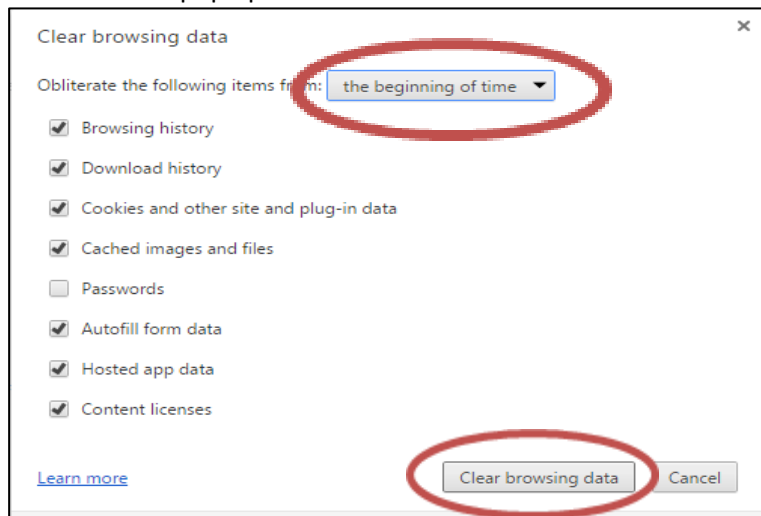 Clear browsing data
Obliterate the following items from: the beginning of time
Browsing history
Download history
Cookies and other site and plug-in data
Cached images and files
Passwords
Autofill form data
Hosted app data
Content licenses
Learn more Clear browsing data Cancel